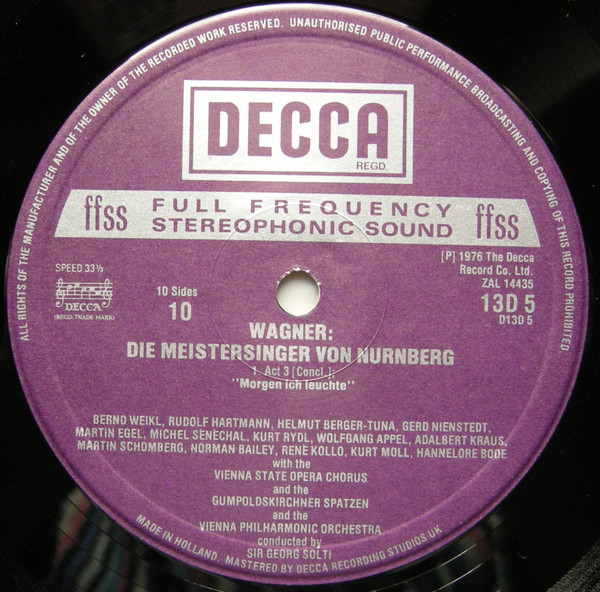 ALL RIGHTS OF THE MANUFACTURER AND OF THE OWNER OF THE RECORDED WORK RESERVED. UNAUTHORISED PUBLIC PERFORMANCE BROADCASTING AND COPYING OF THIS RECORD PROHIBITED.
DECCA
REGD.
ffss FULL FREQUENCY STEREOPHONIC SOUND ffss
SPEED 33⅓
[P] 1976 The Decca
Record Co. Ltd.
ZAL 14435
DECCA
(REGD. TRADE MARK)
10 Sides
10
13D 5
D13D 5
WAGNER:
DIE MEISTERSINGER VON NURNBERG
1. Act 3 [Concl.];
"Morgen ich leuchte"
BERND WEIKL, RUDOLF HARTMANN, HELMUT BERGER-TUNA, GERD NIENSTEDT,
MARTIN EGEL, MICHEL SENECHAL, KURT RYDL, WOLFGANG APPEL, ADALBERT KRAUS,
MARTIN SCHOMBERG, NORMAN BAILEY, RENE KOLLO, KURT MOLL, HANNELORE BODE
with the
VIENNA STATE OPERA CHORUS
and the
GUMPOLDSKIRCHNER SPATZEN
and the
VIENNA PHILHARMONIC ORCHESTRA
conducted by
SIR GEORG SOLTI
MADE IN HOLLAND, MASTERED BY DECCA RECORDING STUDIOS UK